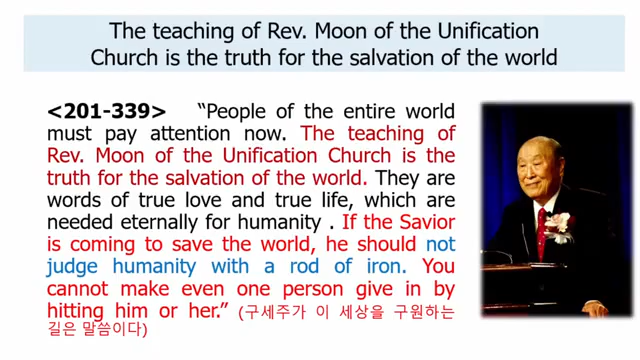 The teaching of Rev. Moon of the Unification
Church is the truth for the salvation of the world
<201-339> “People of the entire world
must pay attention now. The teaching of
Rev. Moon of the Unification Church is the
truth for the salvation of the world. They are
words of true love and true life, which are
needed eternally for humanity . If the Savior
is coming to save the world, he should not
judge humanity with a rod of iron. You
cannot make even one person give in by
hitting him or her.” (구세주가 이 세상을 구원하는
길은 말씀이다)